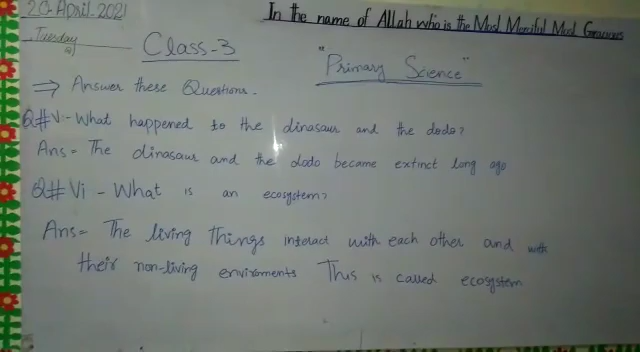 20-April-2021
In the name of Allah who is the Most Merciful Most Gracious
Tuesday
Class-3
"Primary Science"
⇒ Answer these Questions.
Q#V:- What happened to the dinasaur and the dodo?
Ans = The dinasaur and the dodo became extinct long ago
Q# Vi - What is an ecosystem?
Ans= The living Things interact with each other and with
their non-living enviroments This is called ecosystem